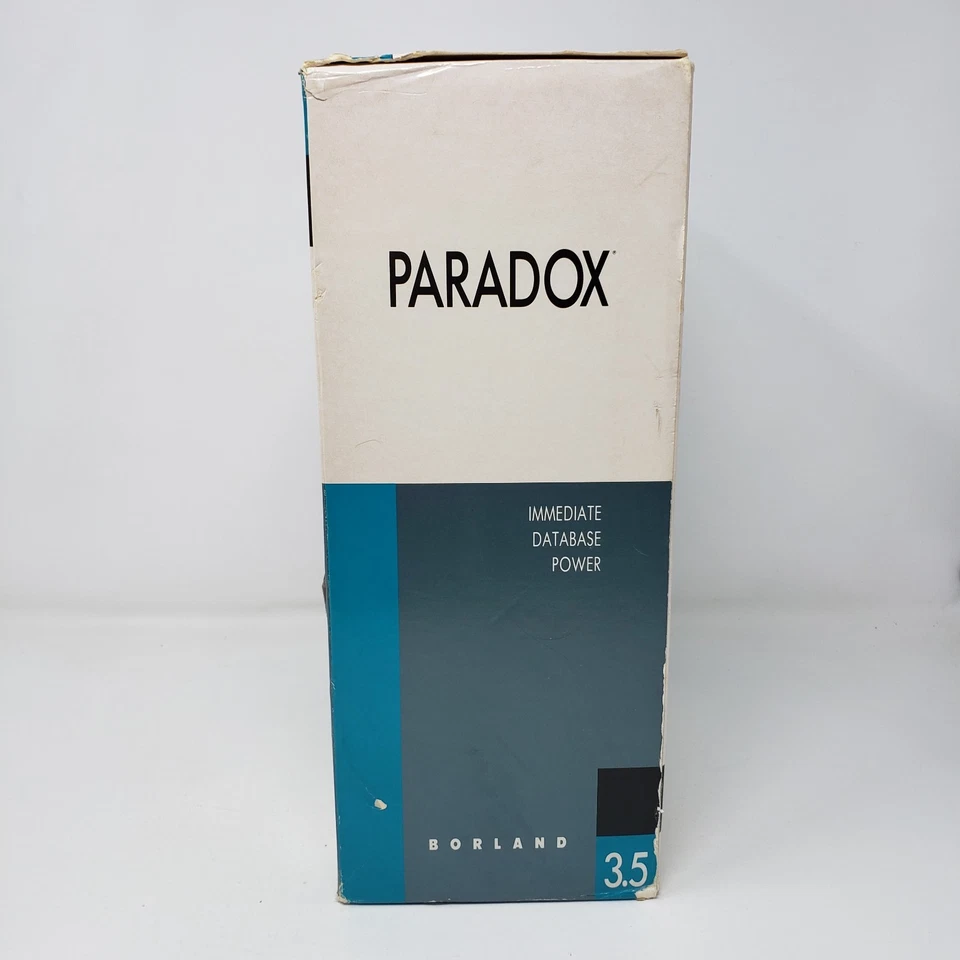 PARADOX
IMMEDIATE
DATABASE
POWER
BORLAND
3.5